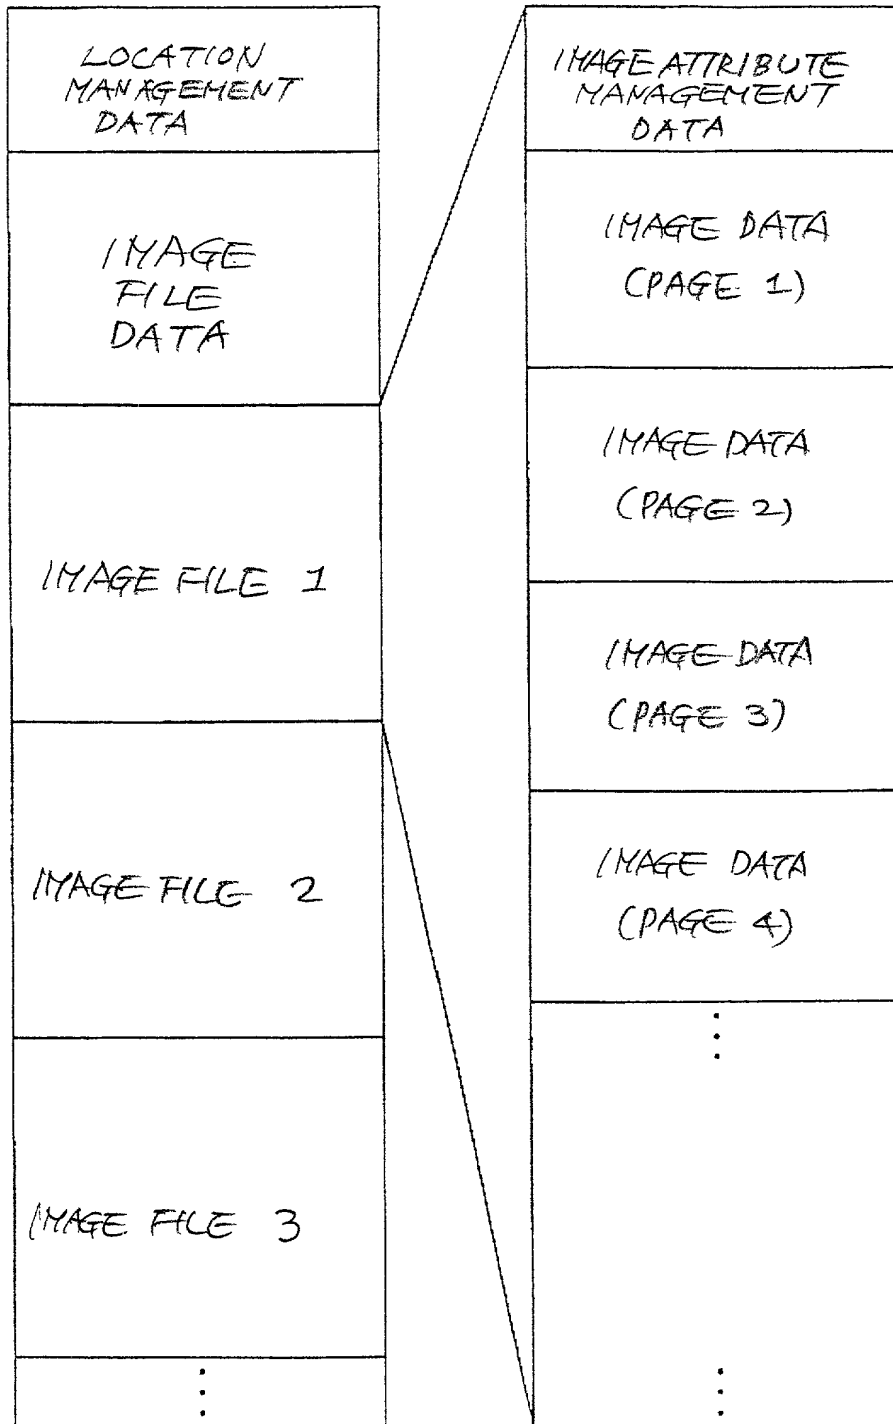 LOCATION
MANAGEMENT
DATA
IMAGE
FILE
DATA
IMAGE FILE 1
IMAGE FILE 2
IMAGE FILE 3
IMAGE ATTRIBUTE
MANAGEMENT
DATA
IMAGE DATA
(PAGE 1)
IMAGE DATA
(PAGE 2)
IMAGE DATA
(PAGE 3)
IMAGE DATA
(PAGE 4)